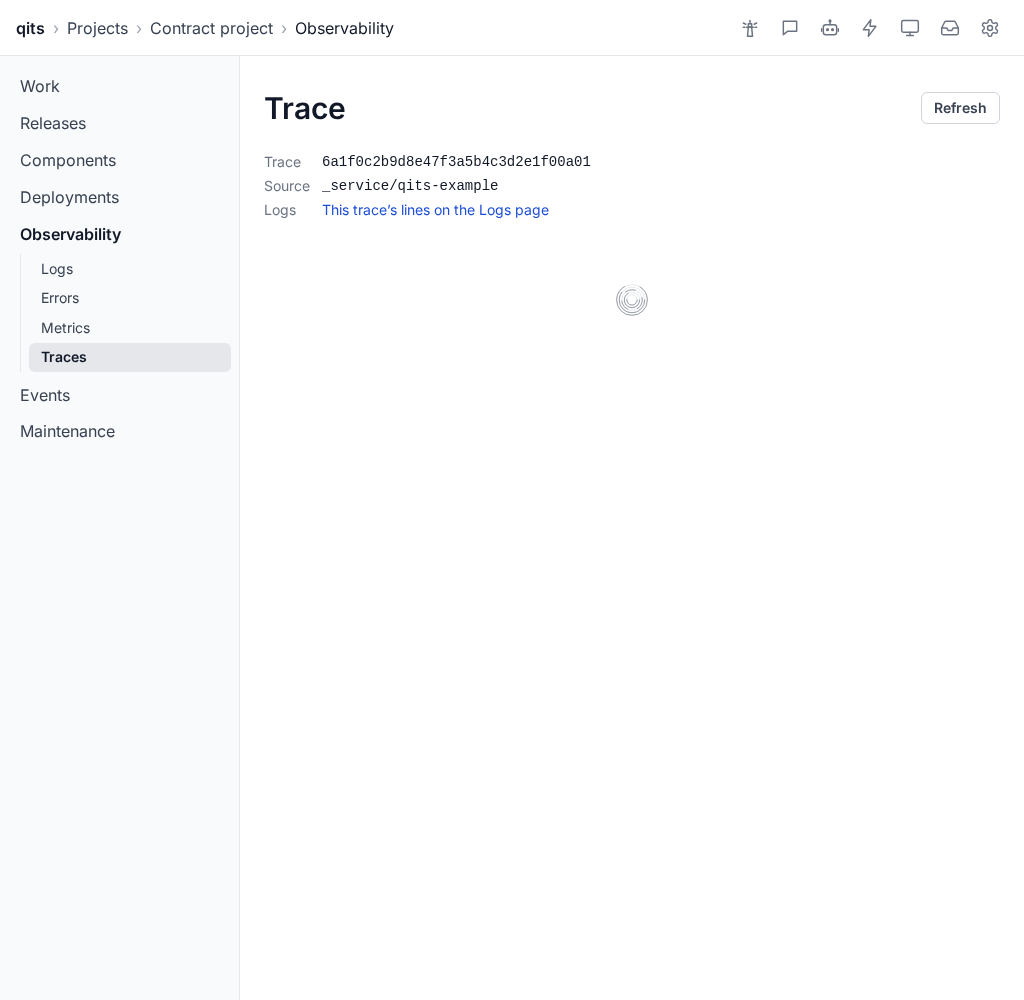 qits › Projects › Contract project › Observability
Work
Releases
Components
Deployments
Observability
Logs
Errors
Metrics
Traces
Events
Maintenance
Trace
Refresh
Trace 6a1f0c2b9d8e47f3a5b4c3d2e1f00a01
Source _service/qits-example
Logs This trace’s lines on the Logs page